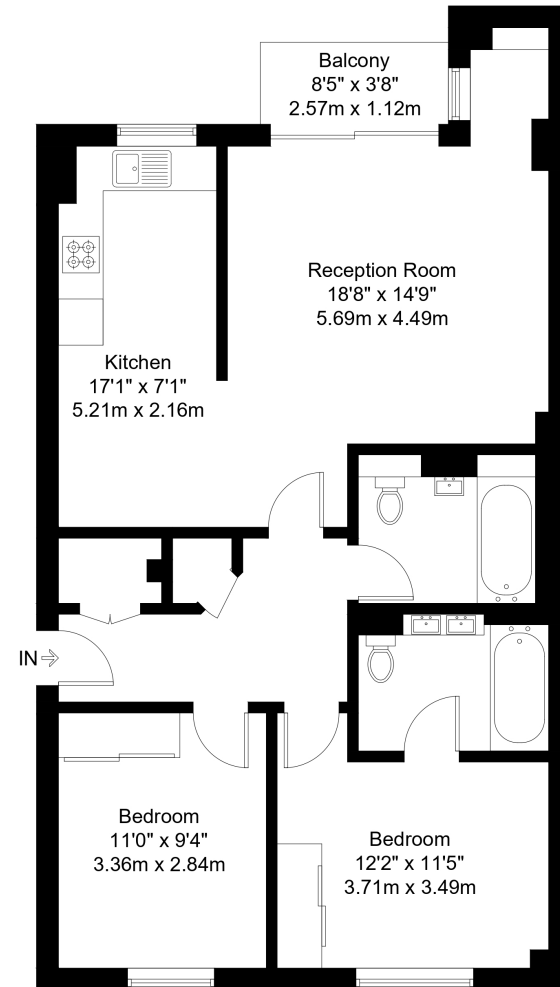 Balcony
8'5" x 3'8"
2.57m x 1.12m
Reception Room
18'8" x 14'9"
5.69m x 4.49m
Kitchen
17'1" x 7'1"
5.21m x 2.16m
IN
Bedroom
11'0" x 9'4"
3.36m x 2.84m
Bedroom
12'2" x 11'5"
3.71m x 3.49m